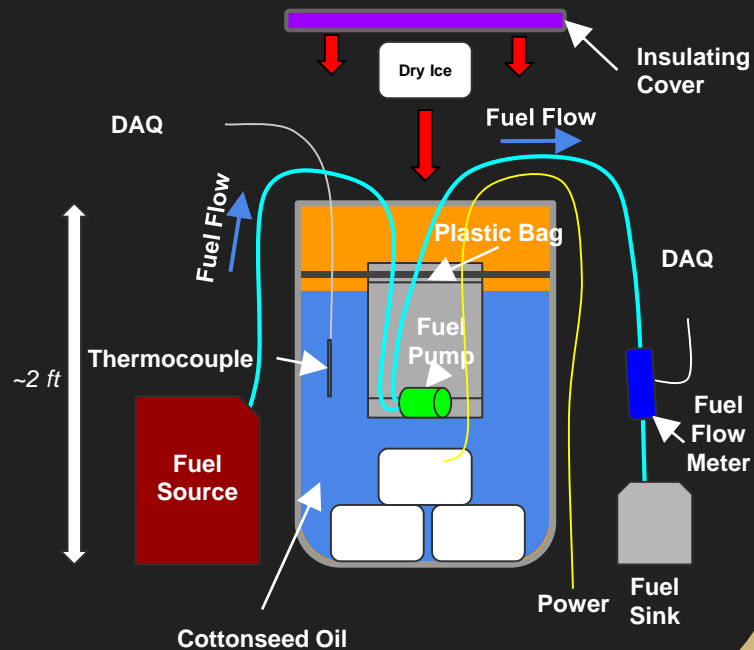 Dry Ice
Insulating
Cover
DAQ
Fuel Flow
Fuel Flow
Plastic Bag
DAQ
Fuel
Pump
Thermocouple
~2 ft
Fuel
Source
Fuel
Flow
Meter
Fuel
Sink
Power
Cottonseed Oil